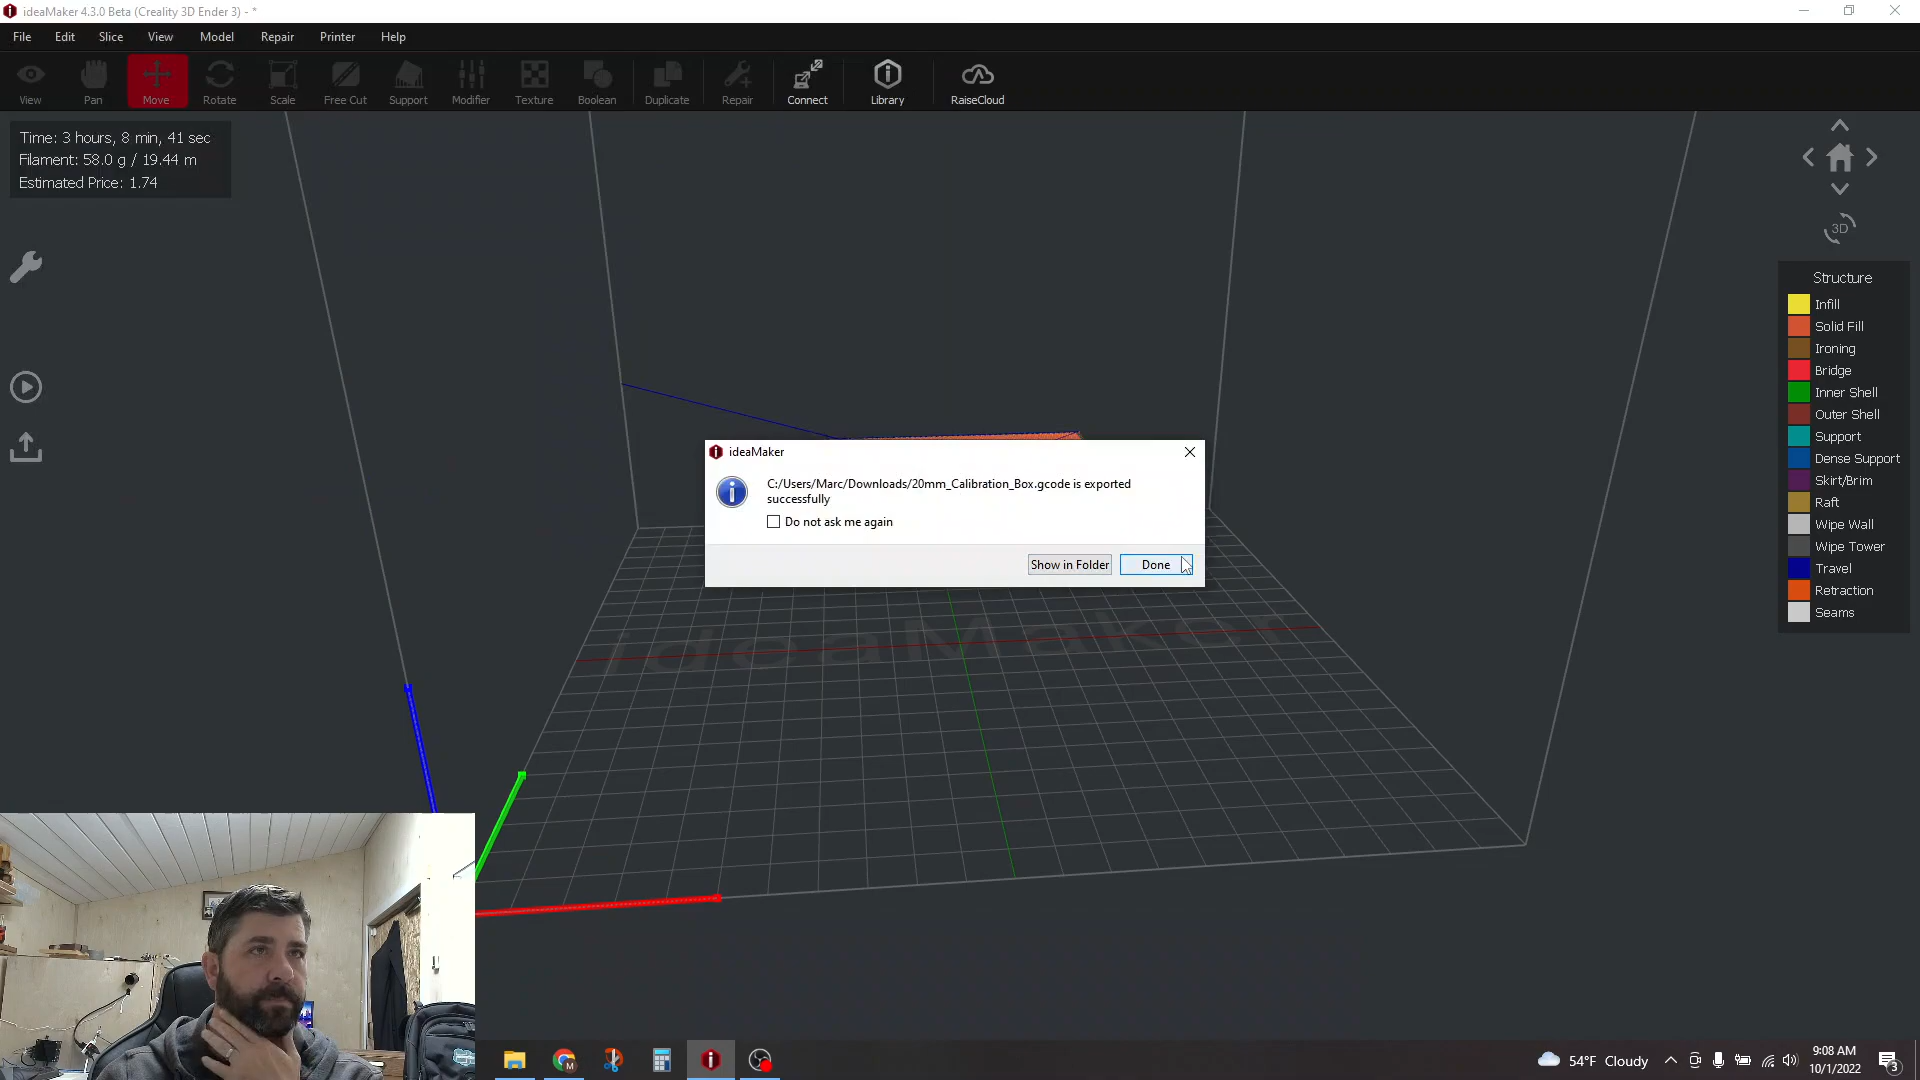 ideaMaker 4.3.0 Beta (Creality 3D Ender 3) - *
File Edit Slice View Model Repair Printer Help
View Pan Move Rotate Scale Free Cut Support Modifier Texture Boolean Duplicate Repair Connect Library RaiseCloud
Time: 3 hours, 8 min, 41 sec
Filament: 58.0 g / 19.44 m
Estimated Price: 1.74
3D
Structure
Infill
Solid Fill
Ironing
Bridge
Inner Shell
Outer Shell
Support
Dense Support
Skirt/Brim
Raft
Wipe Wall
Wipe Tower
Travel
Retraction
Seams
ideaMaker
C:/Users/Marc/Downloads/20mm_Calibration_Box.gcode is exported
successfully
Do not ask me again
Show in Folder Done
ideaMaker
54°F Cloudy
9:08 AM
10/1/2022
3